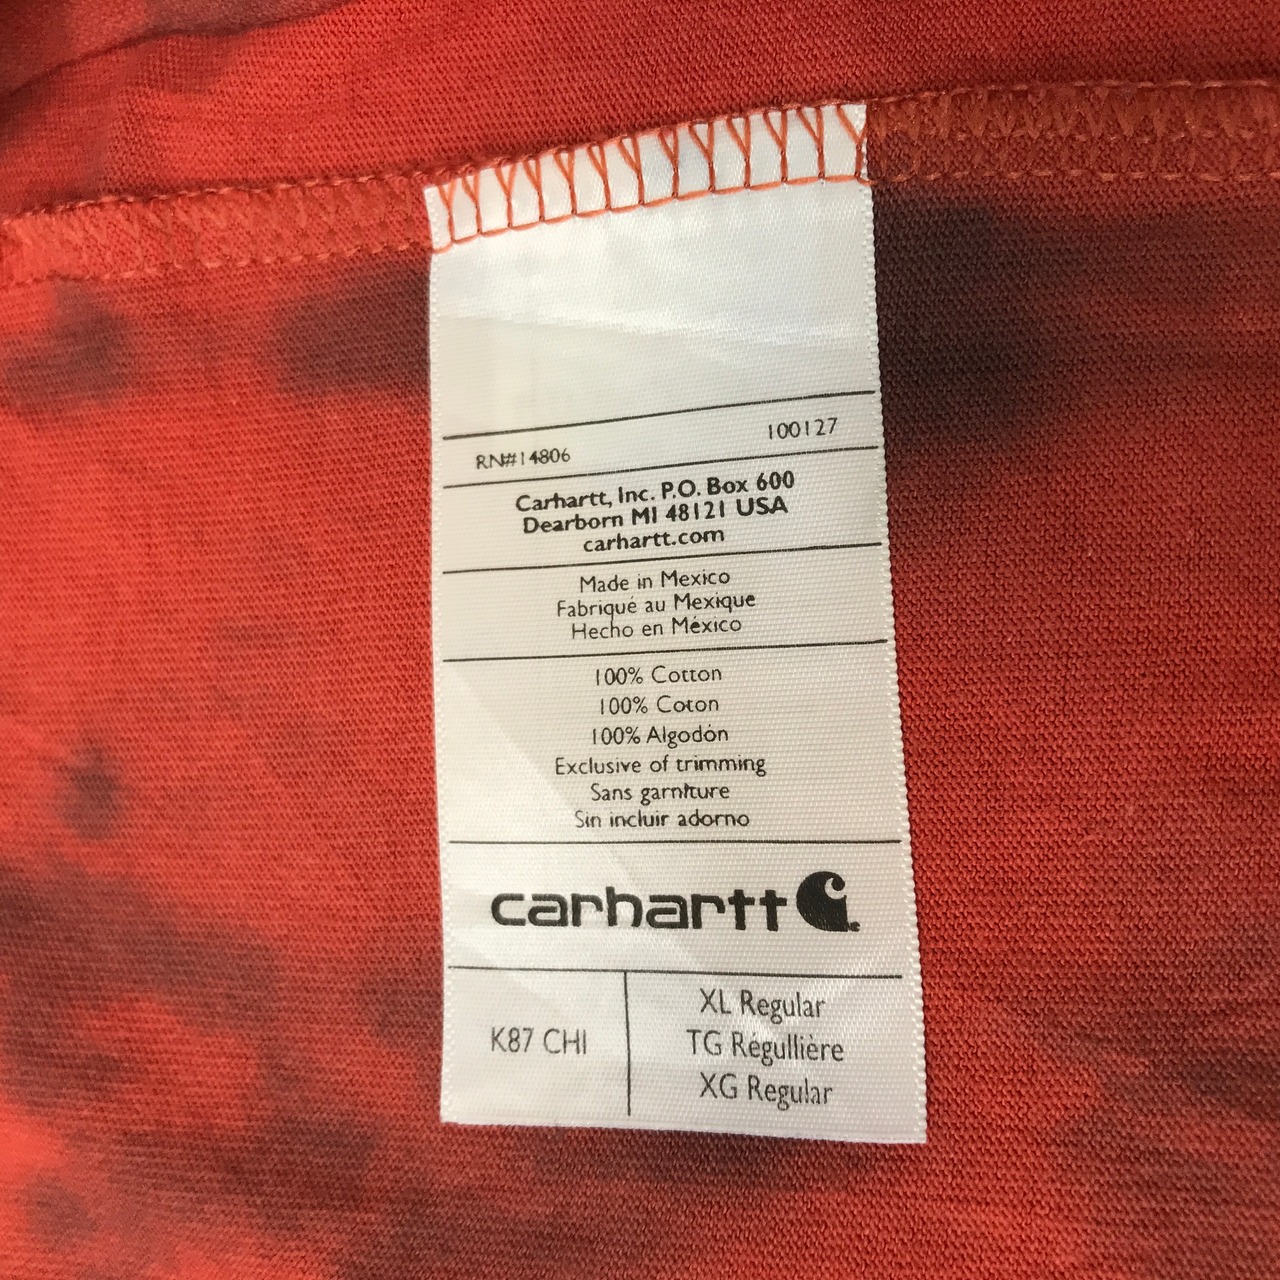 RN#14806 100127
Carhartt, Inc. P.O. Box 600
Dearborn MI 48121 USA
carhartt.com
Made in Mexico
Fabriqué au Mexique
Hecho en México
100% Cotton
100% Coton
100% Algodón
Exclusive of trimming
Sans garniture
Sin incluir adorno
carhartt
K87 CHI
XL Regular
TG Régullière
XG Regular